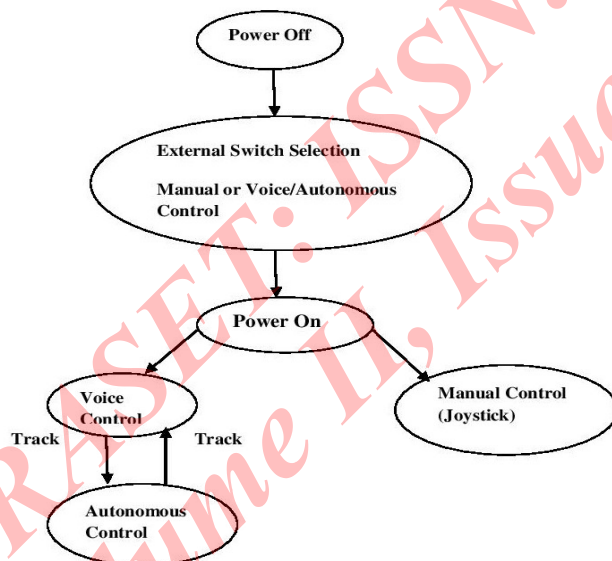 Power Off
External Switch Selection
Manual or Voice/Autonomous
Control
Power On
Voice
Control
Manual Control
(Joystick)
Track
Track
Autonomous
Control
RASET: ISSN:
lume II, Issue